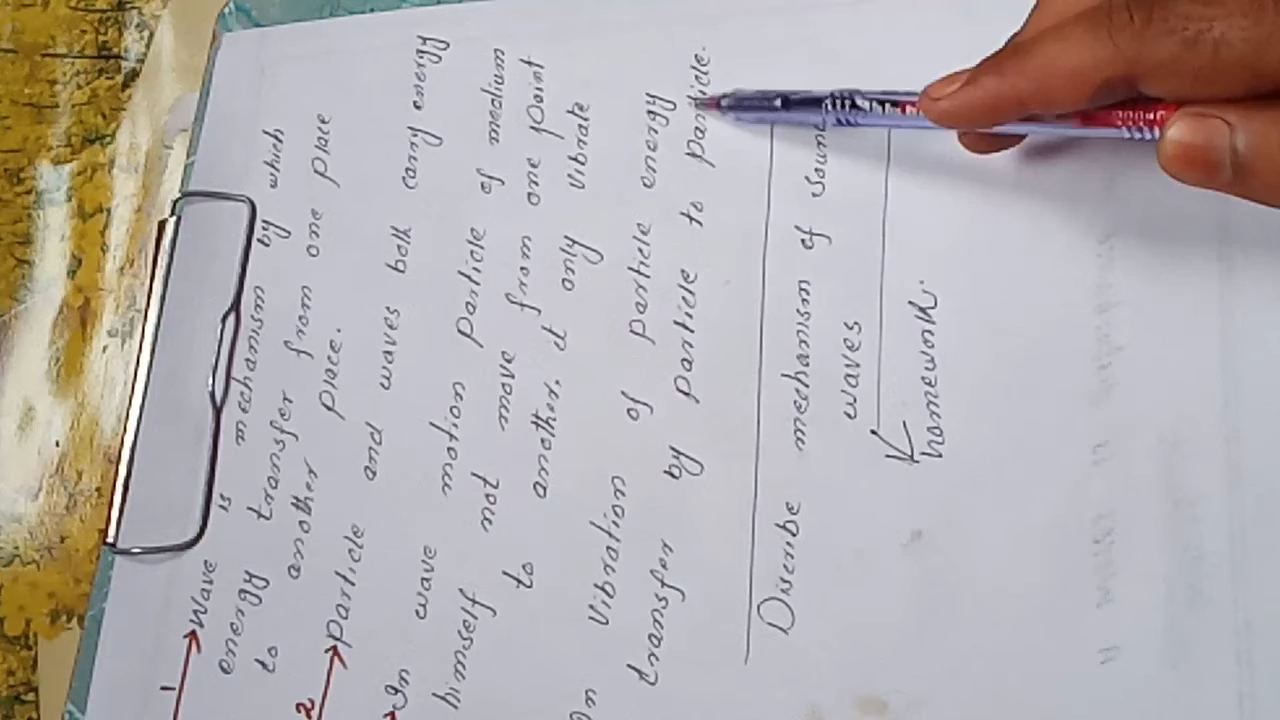 1 → Wave is mechanism by which
energy transfer from one place
to another place.
2 → Particle and waves both carry energy
→ In wave motion particle of medium
himself not move from one point
to another, it only vibrate
In vibration of particle energy
transfer by particle to particle.
Discribe mechanism of Sound
waves
homework.